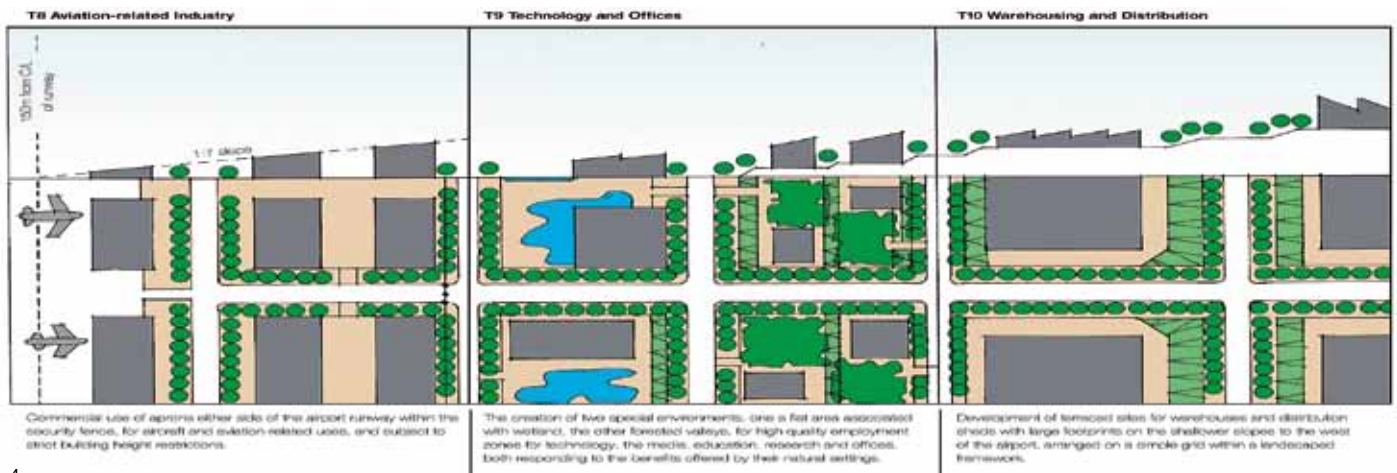 T8 Aviation-related Industry
T9 Technology and Offices
T10 Warehousing and Distribution
150m from C/L
of runway
1:7 slope
Commercial use of aprons either side of the airport runway within the
security fence, for aircraft and aviation-related uses, and subject to
strict building height restrictions.
The creation of two special environments, one a flat area associated
with wetland, the other forested valleys, for high quality employment
zones for technology, the media, education, research and offices,
both responding to the benefits offered by their natural settings.
Development of terraced sites for warehouses and distribution
sheds with large footprints on the shallower slopes to the west
of the airport, arranged on a simple grid within a landscaped
framework.